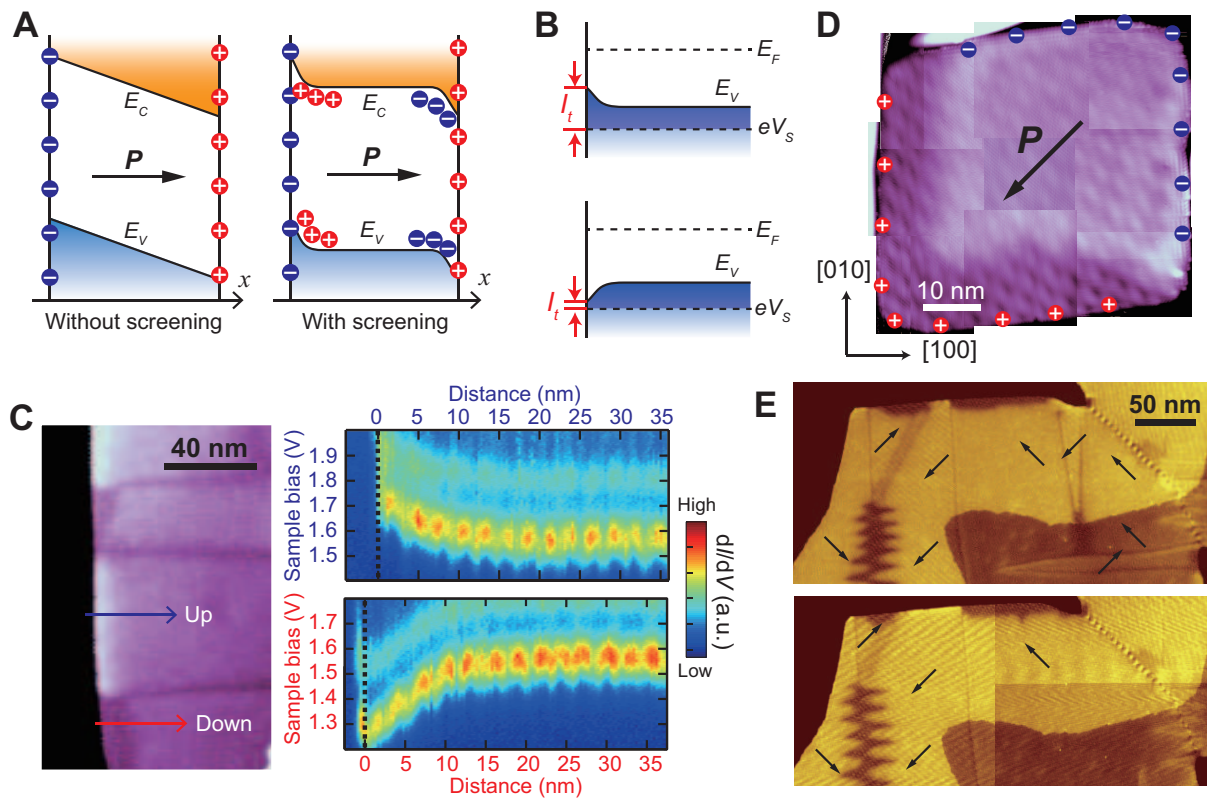 A
E_C
P
E_V
x
Without screening
E_C
P
E_V
x
With screening
B
E_F
I_t
E_V
eV_S
E_F
E_V
I_t
eV_S
D
P
[010]
10 nm
[100]
C
40 nm
Up
Down
Distance (nm)
0 5 10 15 20 25 30 35
Sample bias (V)
1.9
1.8
1.7
1.6
1.5
High
dI/dV (a.u.)
Low
Sample bias (V)
1.7
1.6
1.5
1.4
1.3
0 5 10 15 20 25 30 35
Distance (nm)
E
50 nm